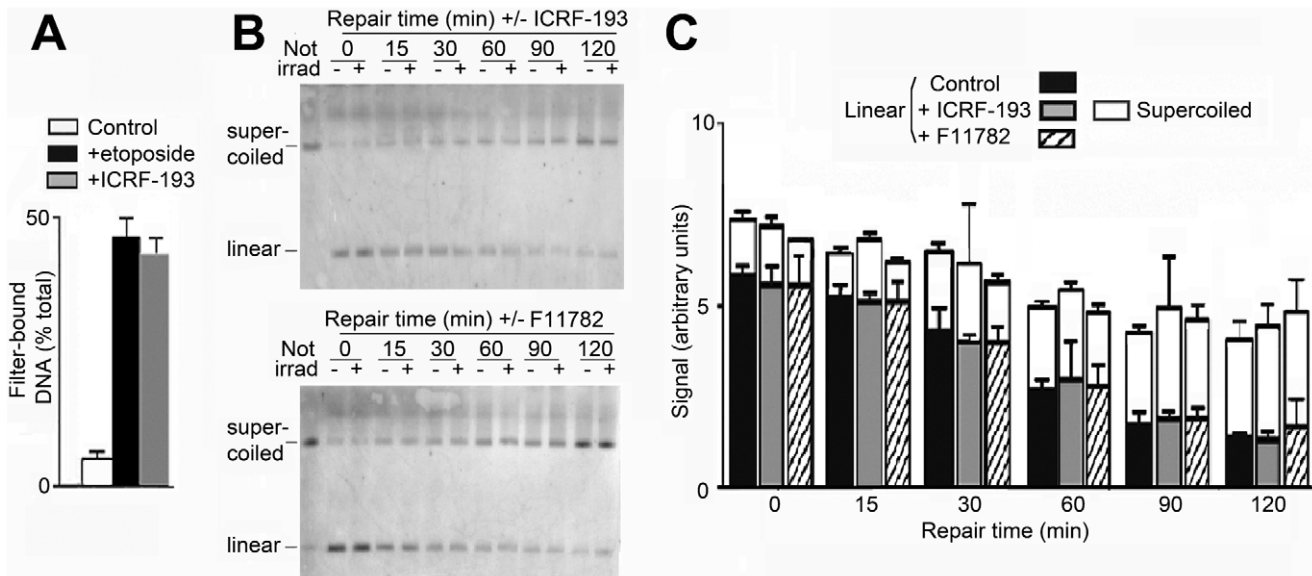 A
Control
+etoposide
+ICRF-193
50
0
Filter-bound
DNA (% total)
B
Repair time (min) +/- ICRF-193
Not 0 15 30 60 90 120
irrad - + - + - + - + - + - +
super-
coiled
linear
Repair time (min) +/- F11782
Not 0 15 30 60 90 120
irrad - + - + - + - + - + - +
super-
coiled
linear
C
Control
Linear + ICRF-193 Supercoiled
+ F11782
10
5
0
Signal (arbitrary units)
0 15 30 60 90 120
Repair time (min)